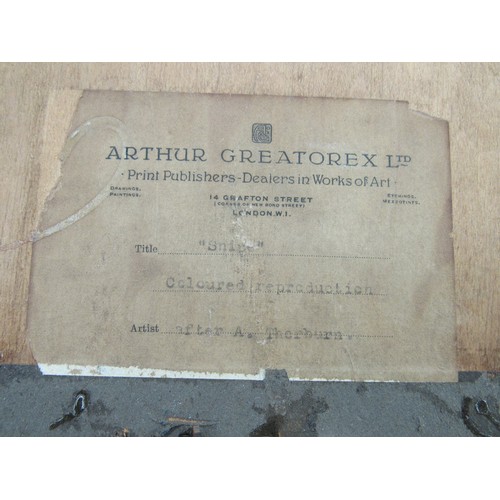 ARTHUR GREATOREX LTD
· Print Publishers - Dealers in Works of Art ·
DRAWINGS, PAINTINGS.
14 GRAFTON STREET
ETCHINGS, MEZZOTINTS.
(CORNER OF NEW BOND STREET)
LONDON. W.1.
Title "Snipe"
Coloured reproduction
Artist after A. Thorburn.